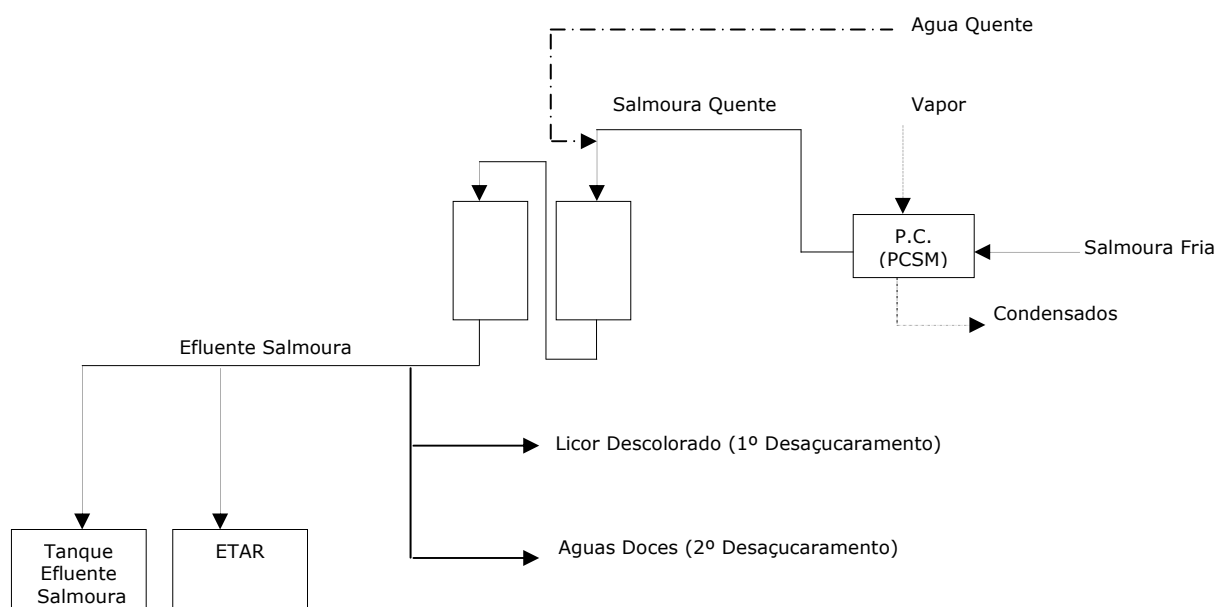 Agua Quente
Salmoura Quente
Vapor
P.C.
(PCSM)
Salmoura Fria
Condensados
Efluente Salmoura
Licor Descolorado (1º Desaçucaramento)
Tanque
Efluente
Salmoura
ETAR
Aguas Doces (2º Desaçucaramento)